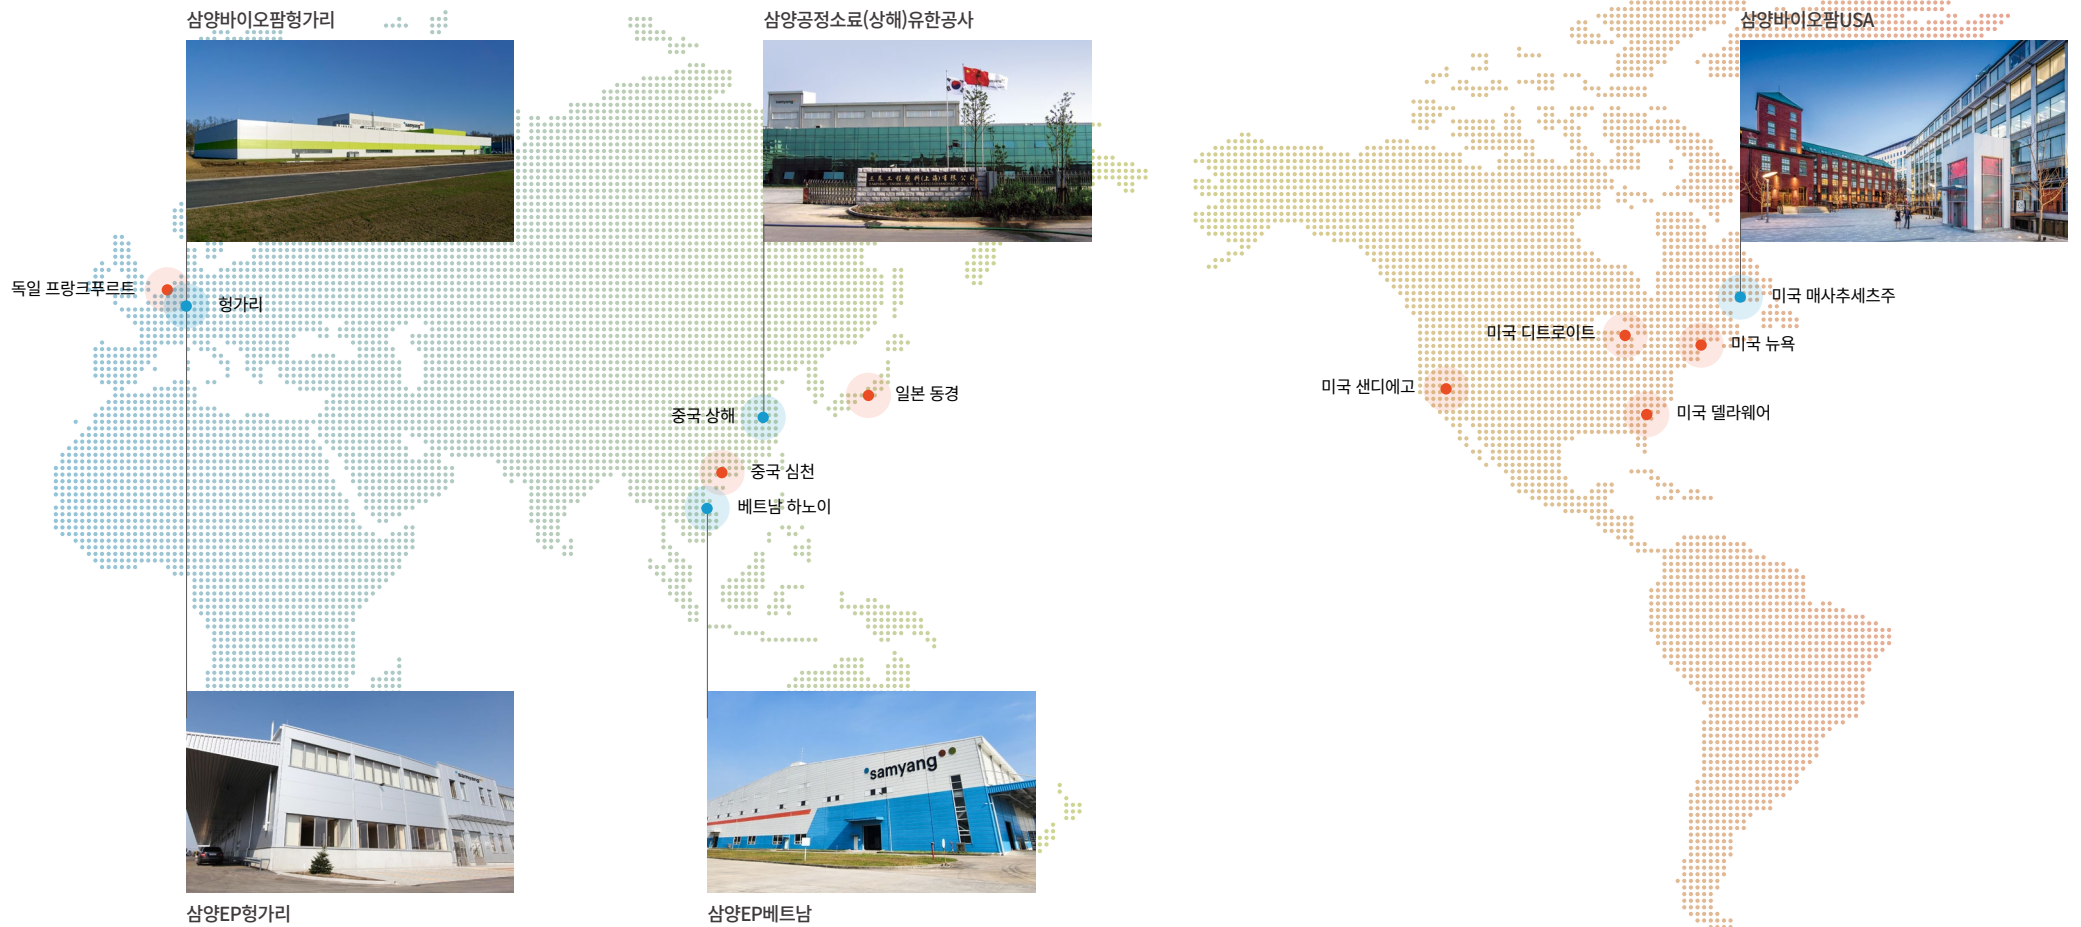 삼양바이오팜헝가리
삼양공정소료(상해)유한공사
삼양바이오팜USA
samyang
독일 프랑크푸르트
헝가리
미국 매사추세츠주
미국 디트로이트
미국 뉴욕
미국 샌디에고
일본 동경
중국 상해
미국 델라웨어
중국 심천
베트남 하노이
samyang
samyang
삼양EP헝가리
삼양EP베트남